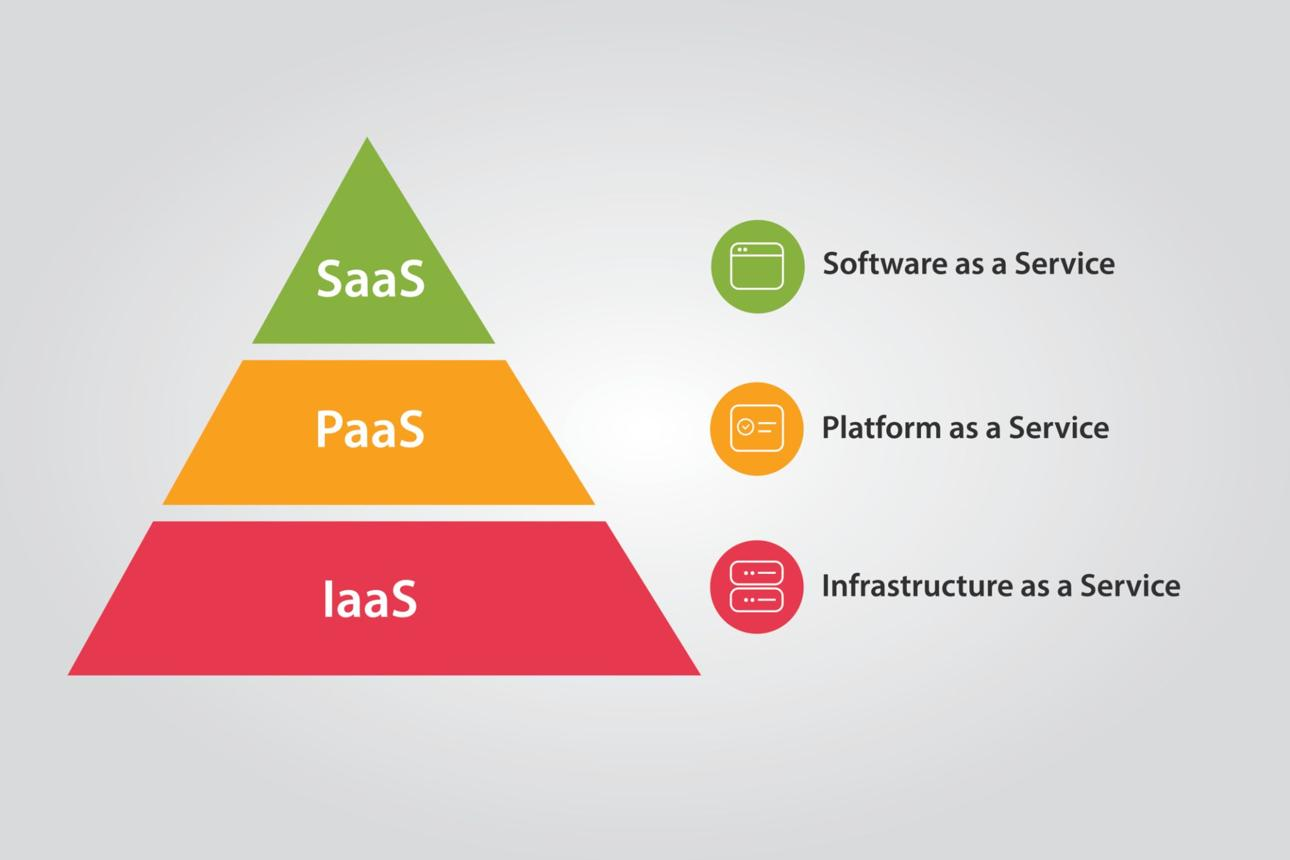 SaaS
Software as a Service
PaaS
Platform as a Service
IaaS
Infrastructure as a Service